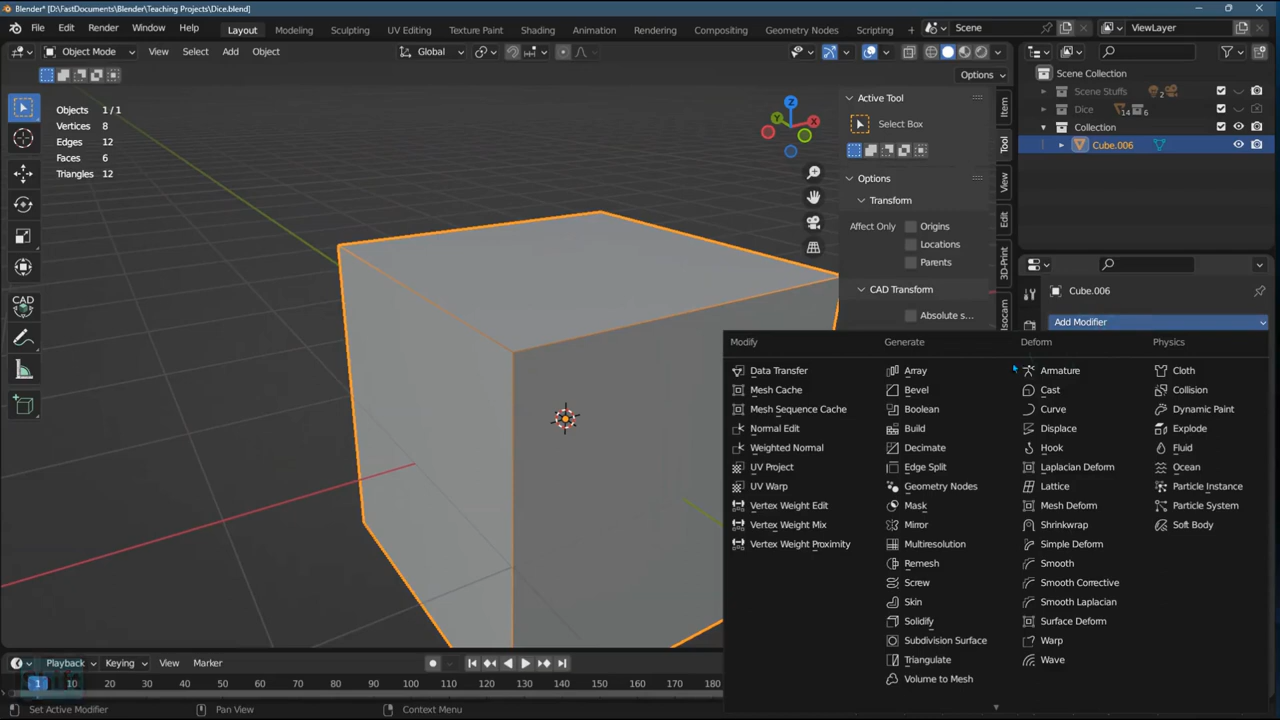 Blender* [D:\FastDocuments\Blender\Teaching Projects\Dice.blend]
File Edit Render Window Help Layout Modeling Sculpting UV Editing Texture Paint Shading Animation Rendering Compositing Geometry Nodes Scripting Scene ViewLayer
Object Mode View Select Add Object Global
Options
Objects 1/1
Vertices 8
Edges 12
Faces 6
Triangles 12
Z
Y
X
Active Tool
Select Box
Options
Transform
Affect Only Origins
Locations
Parents
CAD Transform
Absolute s...
Item
Tool
View
Edit
3D-Print
Isocam
CAD
Scene Collection
Scene Stuffs 2
Dice 14 6
Collection
Cube.006
Cube.006
Add Modifier
Modify Generate Deform Physics
Data Transfer Array Armature Cloth
Mesh Cache Bevel Cast Collision
Mesh Sequence Cache Boolean Curve Dynamic Paint
Normal Edit Build Displace Explode
Weighted Normal Decimate Hook Fluid
UV Project Edge Split Laplacian Deform Ocean
UV Warp Geometry Nodes Lattice Particle Instance
Vertex Weight Edit Mask Mesh Deform Particle System
Vertex Weight Mix Mirror Shrinkwrap Soft Body
Vertex Weight Proximity Multiresolution Simple Deform
Remesh Smooth
Screw Smooth Corrective
Skin Smooth Laplacian
Solidify Surface Deform
Subdivision Surface Warp
Triangulate Wave
Volume to Mesh
Playback Keying View Marker
1 10 20 30 40 50 60 70 80 90 100 110 120 130 140 150 160 170 180
Set Active Modifier Pan View Context Menu